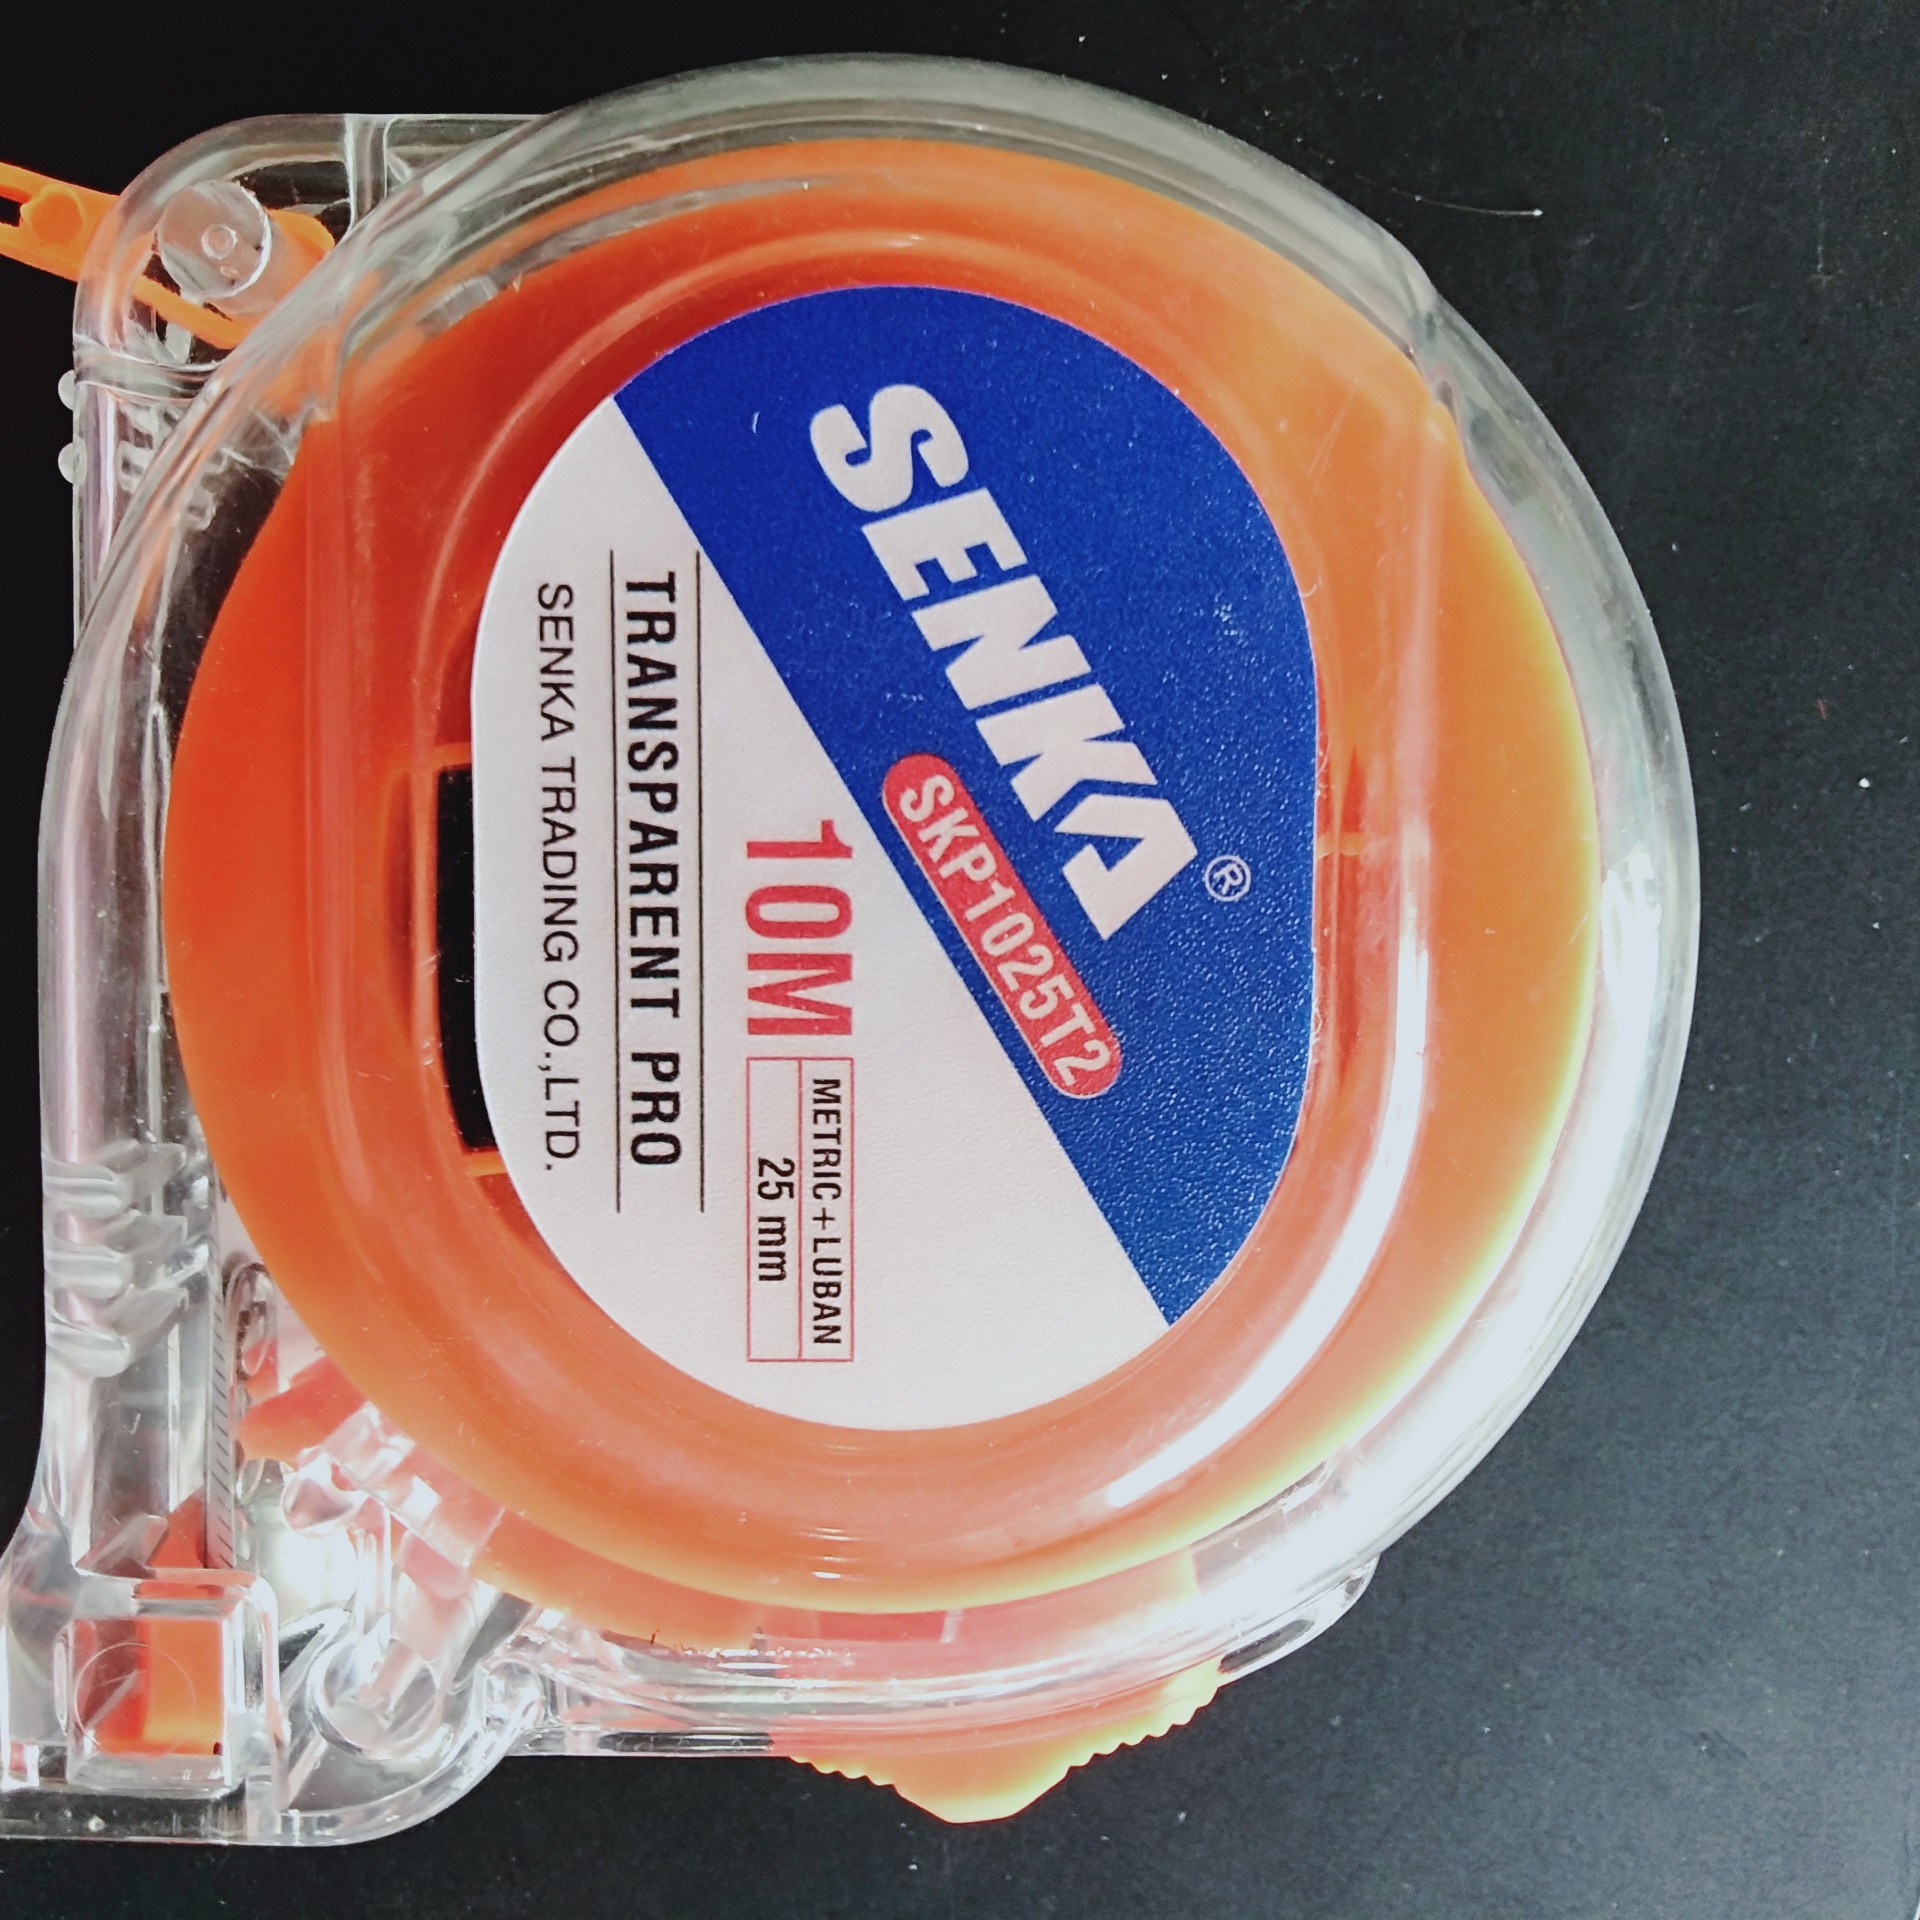 SENKA®
SKP1025T2
10M
METRIC+LUBAN
25 mm
TRANSPARENT PRO
SENKA TRADING CO.,LTD.